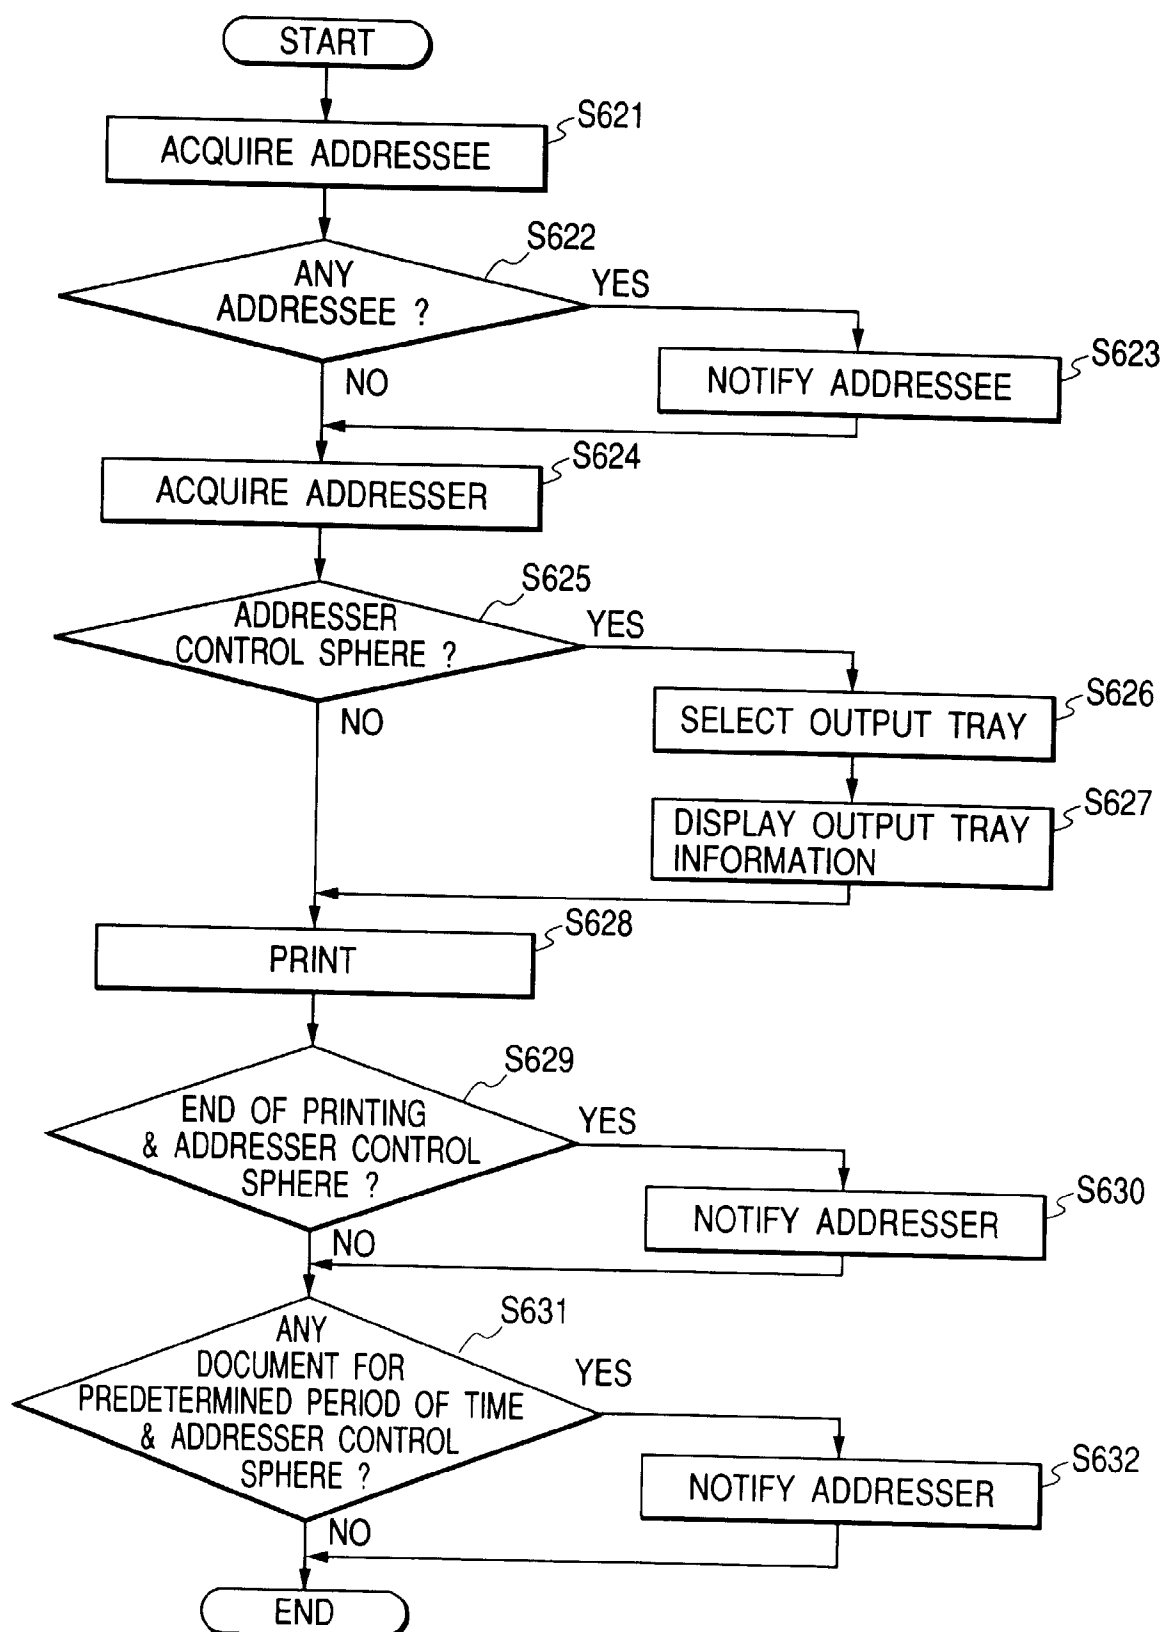 START
S621
ACQUIRE ADDRESSEE
S622
ANY
ADDRESSEE ?
YES
NO
S623
NOTIFY ADDRESSEE
S624
ACQUIRE ADDRESSER
S625
ADDRESSER
CONTROL SPHERE ?
YES
NO
S626
SELECT OUTPUT TRAY
S627
DISPLAY OUTPUT TRAY
INFORMATION
S628
PRINT
S629
END OF PRINTING
& ADDRESSER CONTROL
SPHERE ?
YES
NO
S630
NOTIFY ADDRESSER
S631
ANY
DOCUMENT FOR
PREDETERMINED PERIOD OF TIME
& ADDRESSER CONTROL
SPHERE ?
YES
NO
S632
NOTIFY ADDRESSER
END